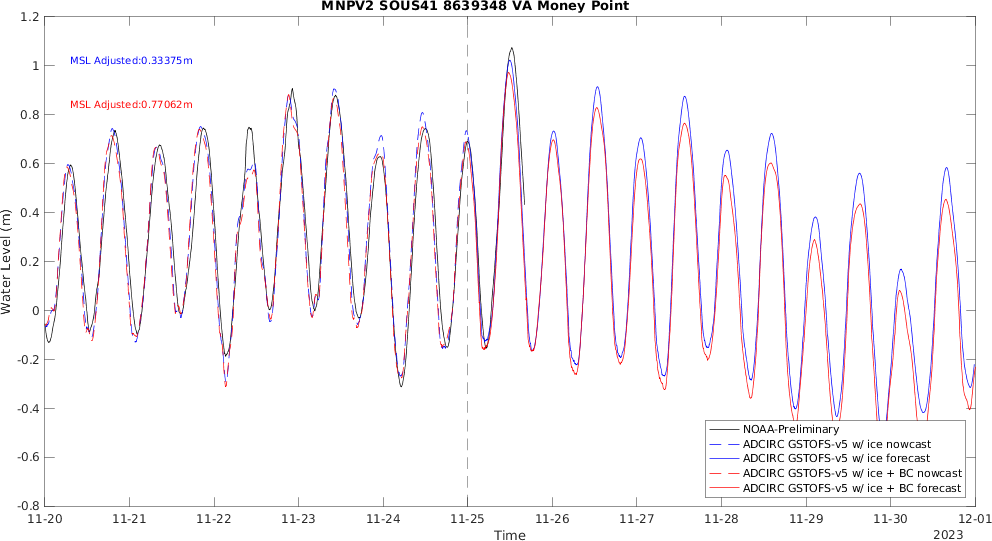 MNPV2 SOUS41 8639348 VA Money Point
MSL Adjusted:0.33375m
MSL Adjusted:0.77062m
1.2
1
0.8
0.6
0.4
0.2
0
-0.2
-0.4
-0.6
-0.8
Water Level (m)
NOAA-Preliminary
ADCIRC GSTOFS-v5 w/ ice nowcast
ADCIRC GSTOFS-v5 w/ ice forecast
ADCIRC GSTOFS-v5 w/ ice + BC nowcast
ADCIRC GSTOFS-v5 w/ ice + BC forecast
11-20 11-21 11-22 11-23 11-24 11-25 11-26 11-27 11-28 11-29 11-30 12-01
Time
2023